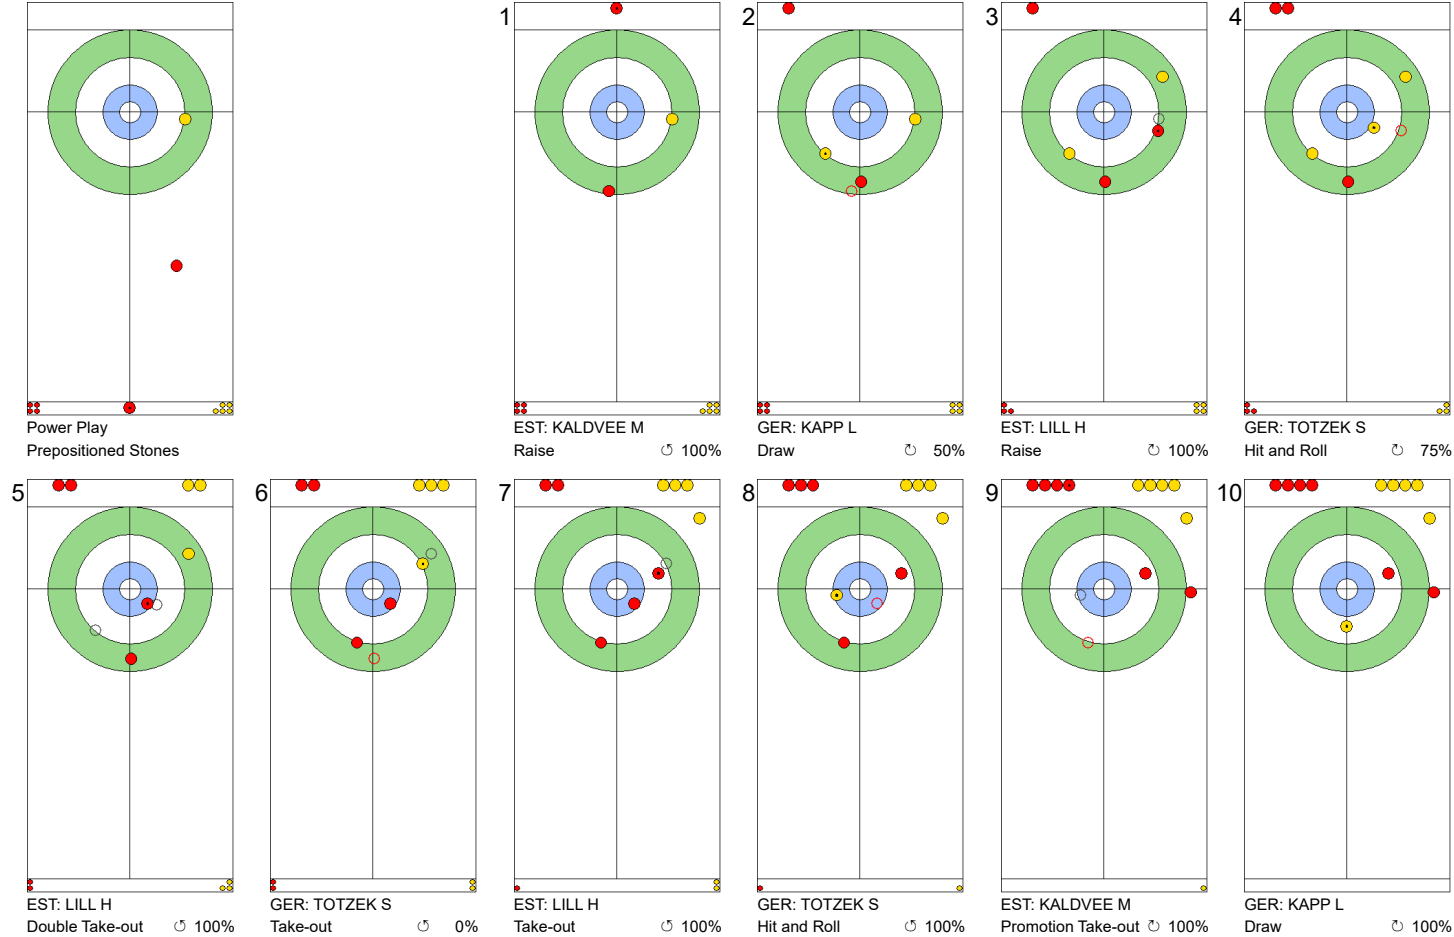 Power Play
Prepositioned Stones
1
EST: KALDVEE M
Raise 100%
2
GER: KAPP L
Draw 50%
3
EST: LILL H
Raise 100%
4
GER: TOTZEK S
Hit and Roll 75%
5
EST: LILL H
Double Take-out 100%
6
GER: TOTZEK S
Take-out 0%
7
EST: LILL H
Take-out 100%
8
GER: TOTZEK S
Hit and Roll 100%
9
EST: KALDVEE M
Promotion Take-out 100%
10
GER: KAPP L
Draw 100%